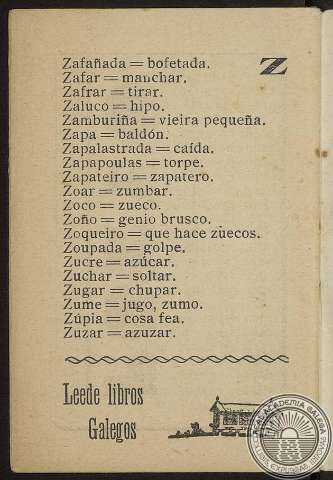 Z
Zafañada = bofetada.
Zafar = manchar.
Zafrar = tirar.
Zaluco = hipo.
Zamburiña = vieira pequeña.
Zapa = baldón.
Zapalastrada = caída.
Zapapoulas = torpe.
Zapateiro = zapatero.
Zoar = zumbar.
Zoco = zueco.
Zoño = genio brusco.
Zoqueiro = que hace zuecos.
Zoupada = golpe.
Zucre = azúcar.
Zuchar = soltar.
Zugar = chupar.
Zume = jugo, zumo.
Zúpia = cosa fea.
Zuzar = azuzar.
Leede libros
Galegos